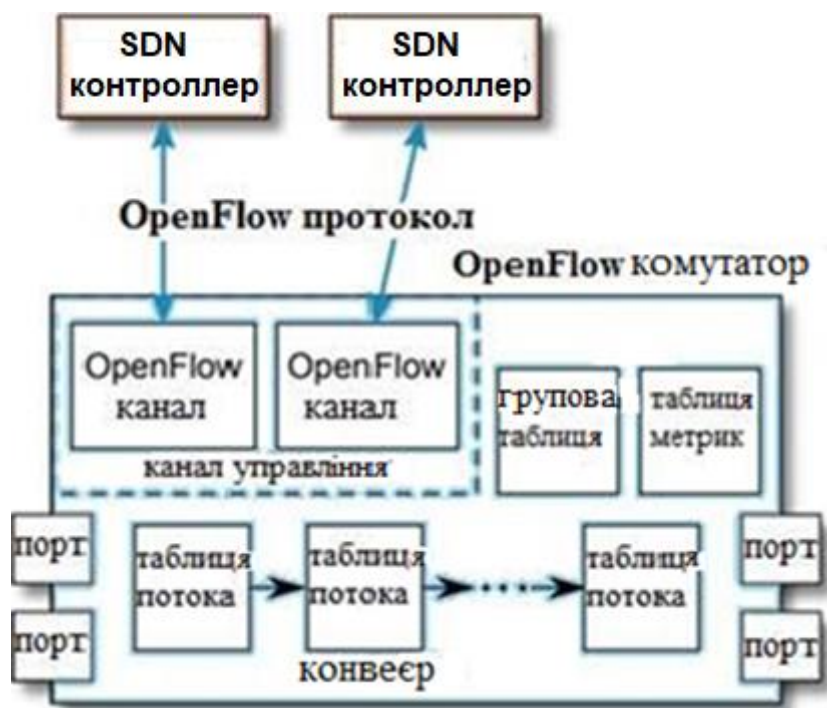 SDN
контроллер
SDN
контроллер
OpenFlow протокол
OpenFlow комутатор
OpenFlow
канал
OpenFlow
канал
канал управління
групова
таблиця
таблиця
метрик
порт
порт
таблиця
потока
таблиця
потока
таблиця
потока
конвеєр
порт
порт